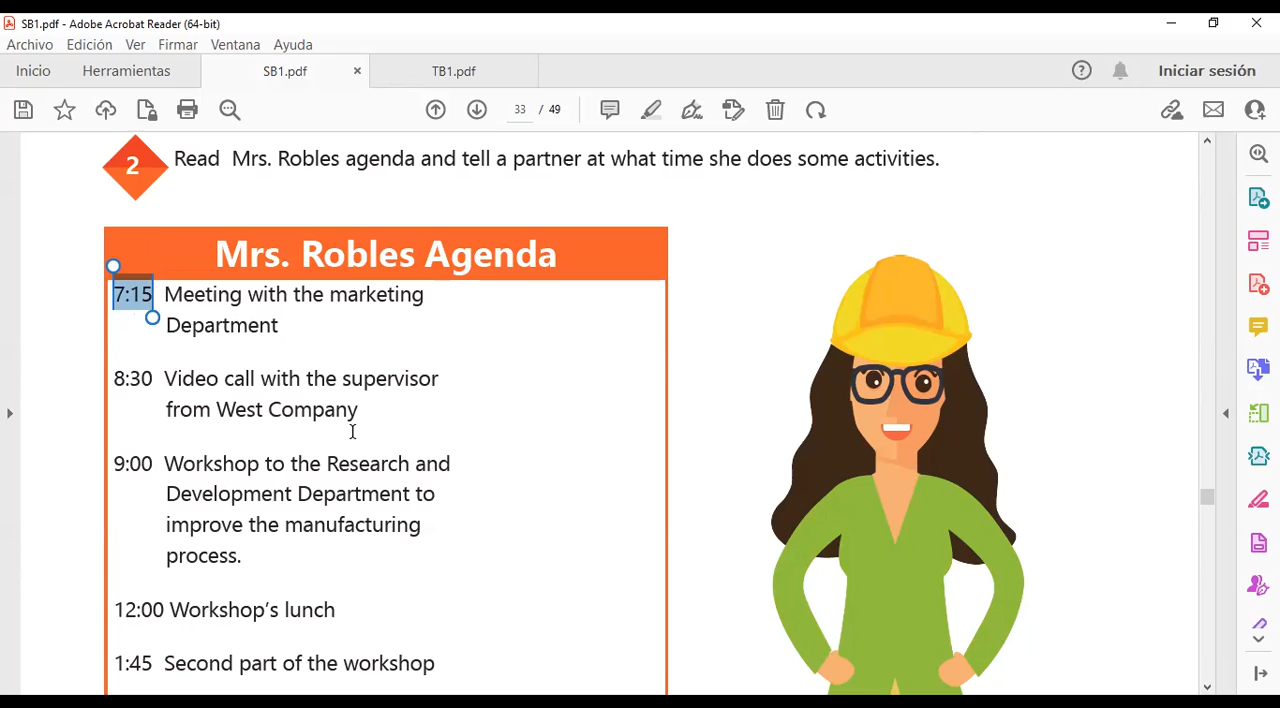 SB1.pdf - Adobe Acrobat Reader (64-bit)
Archivo Edición Ver Firmar Ventana Ayuda
Inicio Herramientas SB1.pdf × TB1.pdf Iniciar sesión
33 / 49
2 Read Mrs. Robles agenda and tell a partner at what time she does some activities.
Mrs. Robles Agenda
7:15 Meeting with the marketing
Department
8:30 Video call with the supervisor
from West Company
9:00 Workshop to the Research and
Development Department to
improve the manufacturing
process.
12:00 Workshop’s lunch
1:45 Second part of the workshop